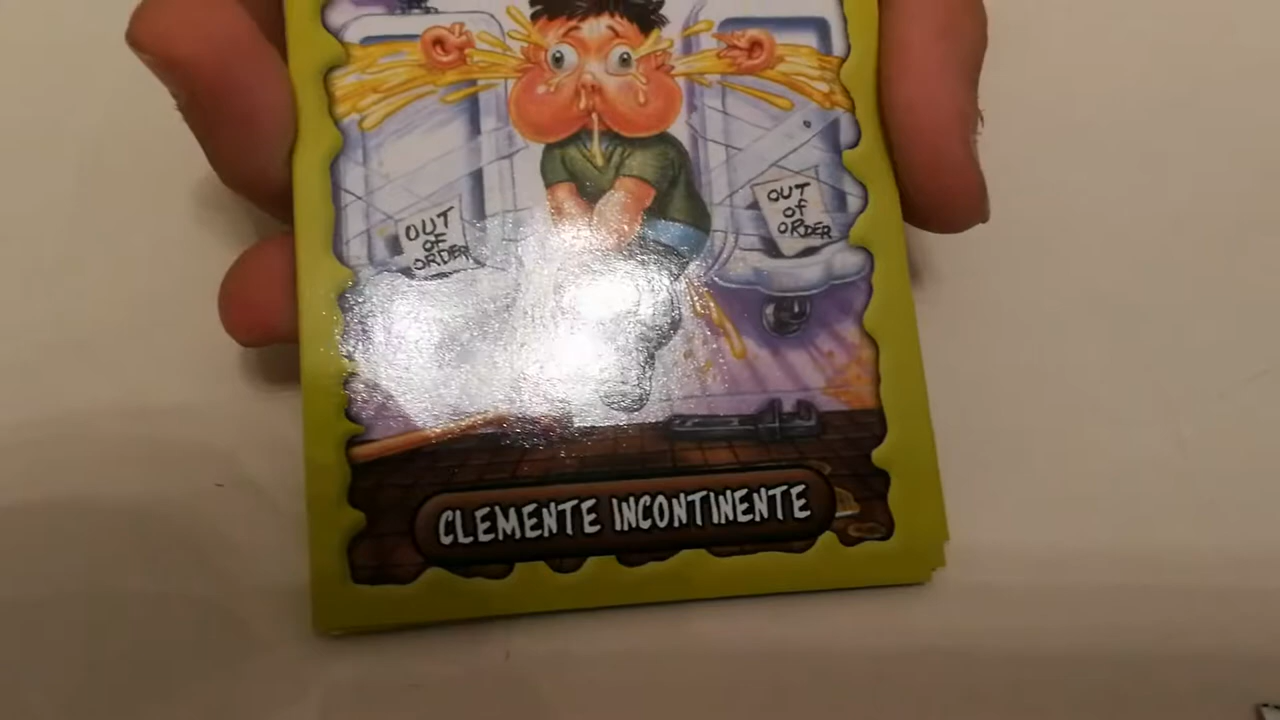 OUT
OF
ORDER
OUT
of
ORDER
CLEMENTE INCONTINENTE